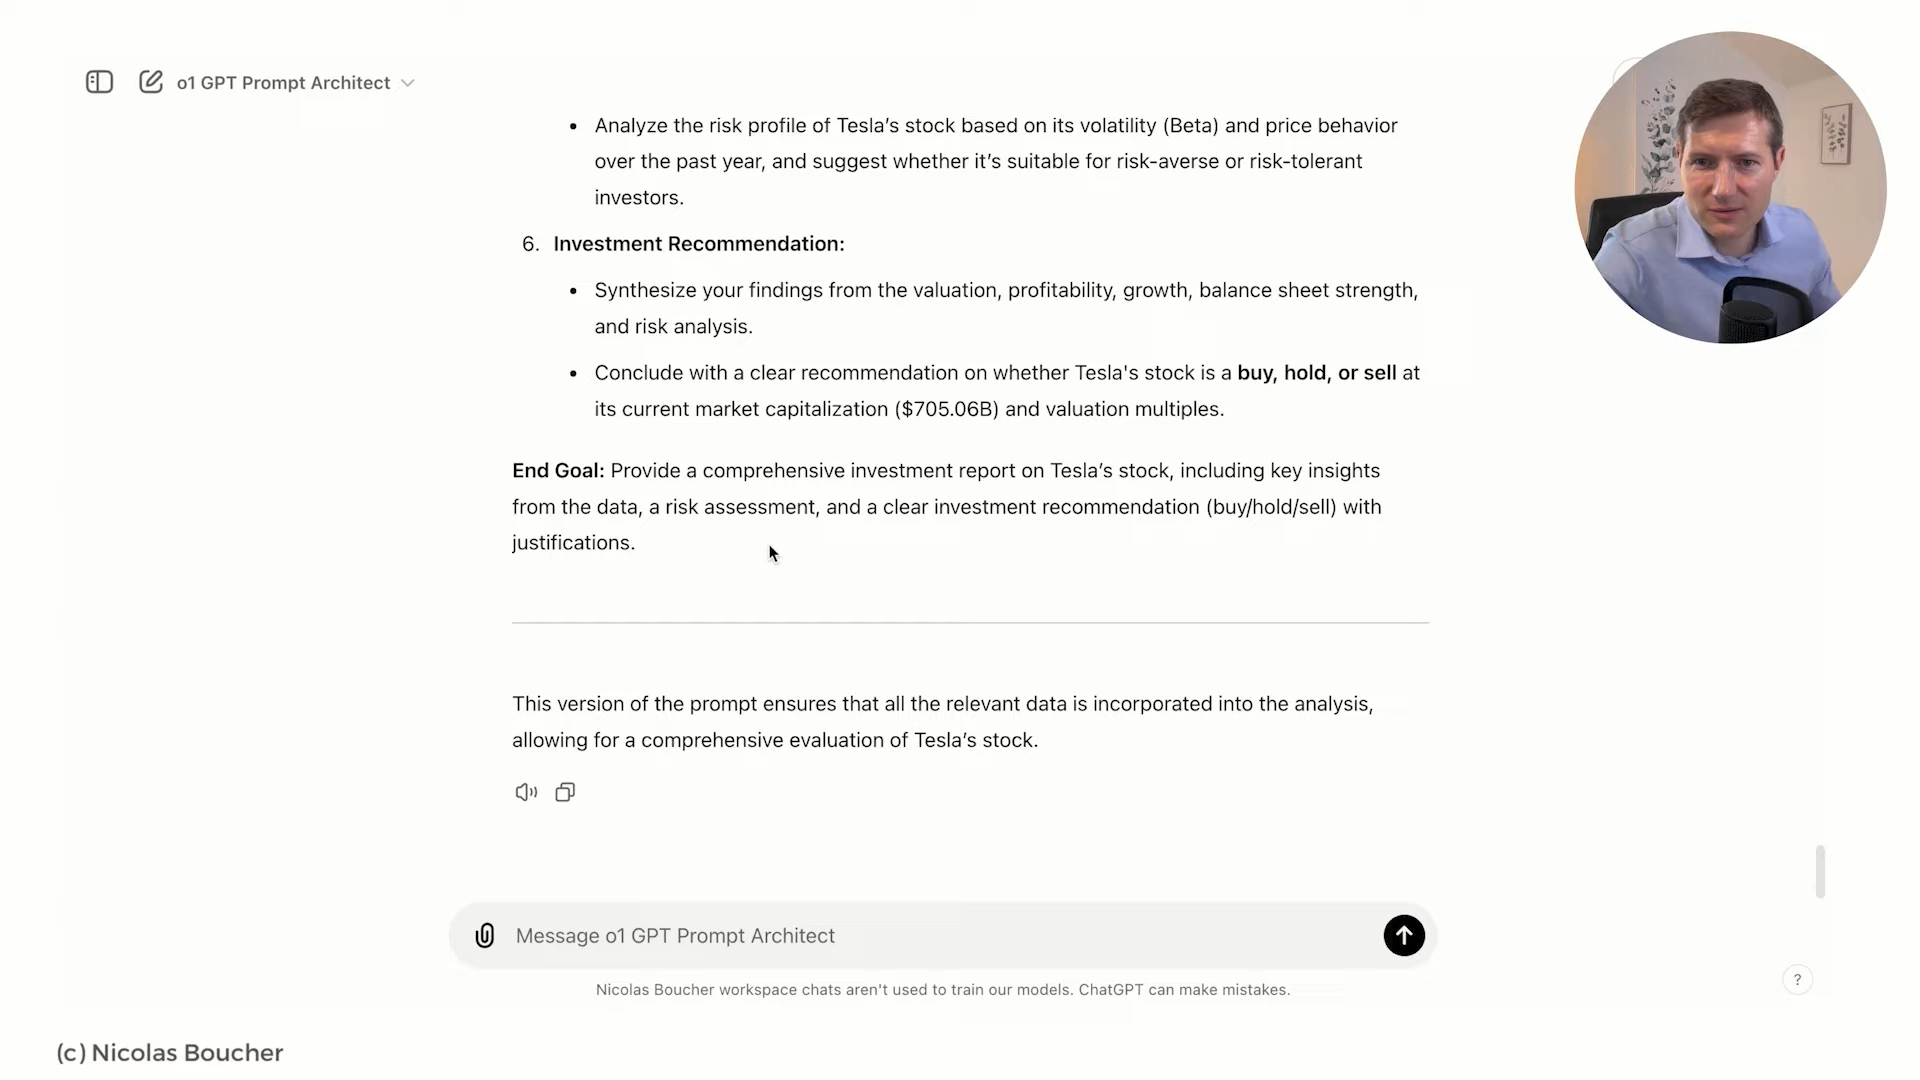 o1 GPT Prompt Architect
• Analyze the risk profile of Tesla’s stock based on its volatility (Beta) and price behavior
over the past year, and suggest whether it’s suitable for risk-averse or risk-tolerant
investors.
6. Investment Recommendation:
• Synthesize your findings from the valuation, profitability, growth, balance sheet strength,
and risk analysis.
• Conclude with a clear recommendation on whether Tesla's stock is a buy, hold, or sell at
its current market capitalization ($705.06B) and valuation multiples.
End Goal: Provide a comprehensive investment report on Tesla’s stock, including key insights
from the data, a risk assessment, and a clear investment recommendation (buy/hold/sell) with
justifications.
This version of the prompt ensures that all the relevant data is incorporated into the analysis,
allowing for a comprehensive evaluation of Tesla’s stock.
Message o1 GPT Prompt Architect
Nicolas Boucher workspace chats aren't used to train our models. ChatGPT can make mistakes.
?
(c) Nicolas Boucher